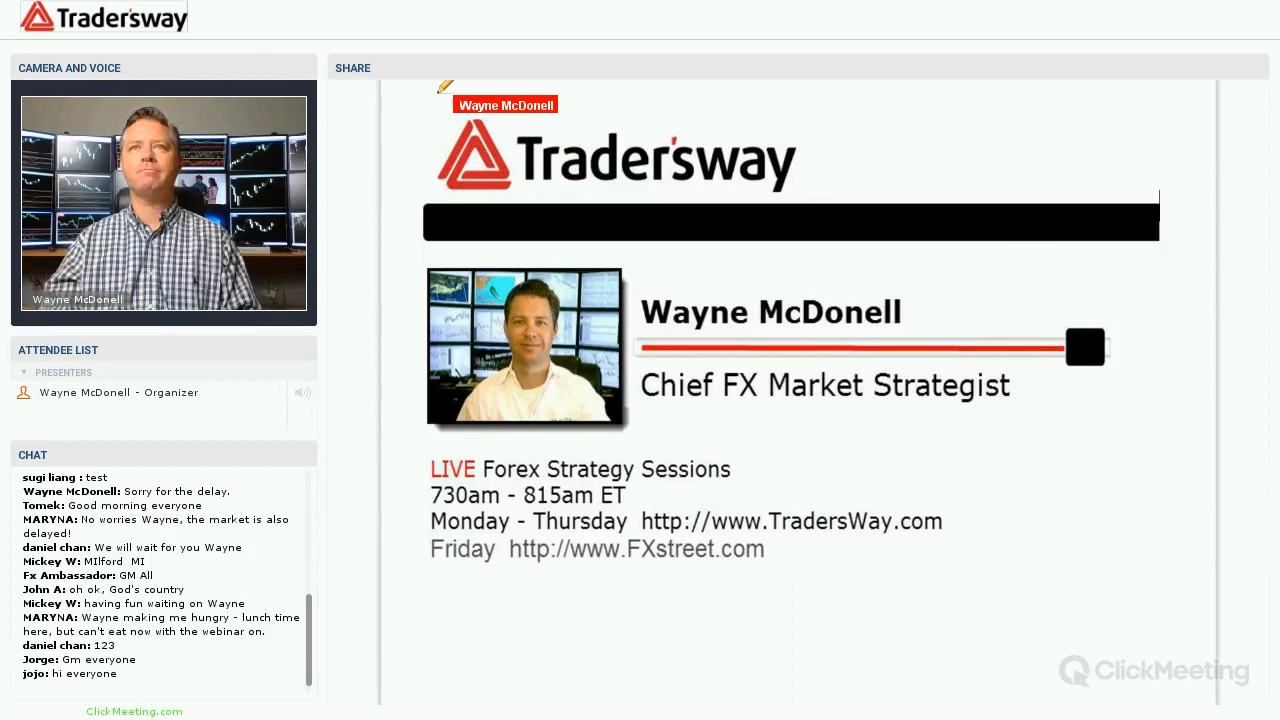 Trader'sway
CAMERA AND VOICE
Wayne McDonell
ATTENDEE LIST
PRESENTERS
Wayne McDonell - Organizer
CHAT
sugi liang : test
Wayne McDonell: Sorry for the delay.
Tomek: Good morning everyone
MARYNA: No worries Wayne, the market is also
delayed!
daniel chan: We will wait for you Wayne
Mickey W: MIlford MI
Fx Ambassador: GM All
John A: oh ok, God's country
Mickey W: having fun waiting on Wayne
MARYNA: Wayne making me hungry - lunch time
here, but can't eat now with the webinar on.
daniel chan: 123
Jorge: Gm everyone
jojo: hi everyone
ClickMeeting.com
SHARE
Wayne McDonell
Trader'sway
Wayne McDonell
Chief FX Market Strategist
LIVE Forex Strategy Sessions
730am - 815am ET
Monday - Thursday http://www.TradersWay.com
Friday http://www.FXstreet.com
ClickMeeting